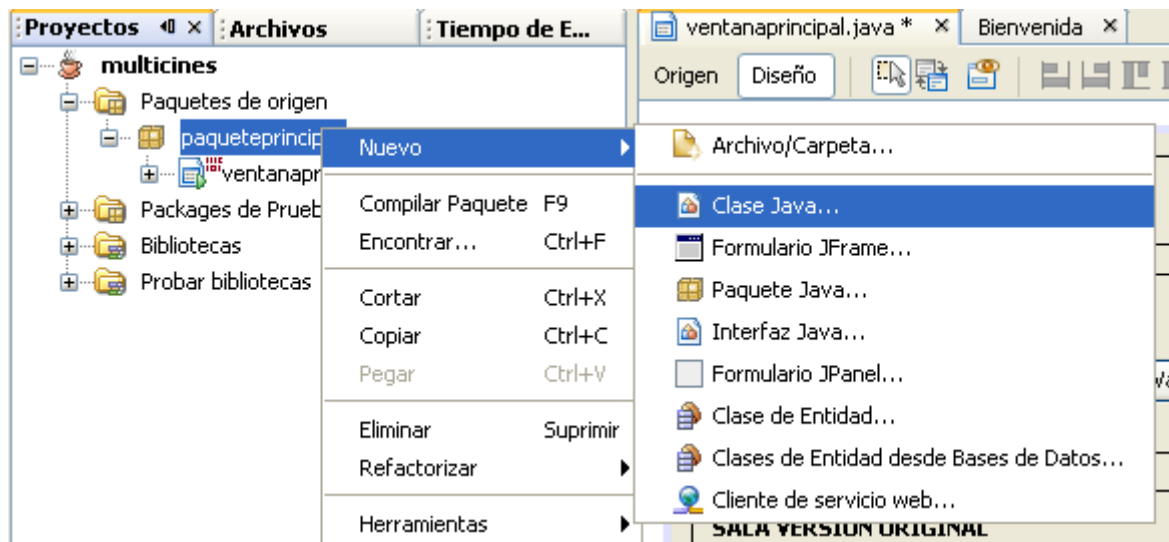 Proyectos
Archivos
Tiempo de E...
ventanaprincipal.java *
Bienvenida
multicines
Origen
Diseño
Paquetes de origen
paqueteprincip
ventanapr
Packages de Prueb
Bibliotecas
Probar bibliotecas
Nuevo
Compilar Paquete F9
Encontrar... Ctrl+F
Cortar Ctrl+X
Copiar Ctrl+C
Pegar Ctrl+V
Eliminar Suprimir
Refactorizar
Herramientas
Archivo/Carpeta...
Clase Java...
Formulario JFrame...
Paquete Java...
Interfaz Java...
Formulario JPanel...
Clase de Entidad...
Clases de Entidad desde Bases de Datos...
Cliente de servicio web...
SALA VERSION ORIGINAL